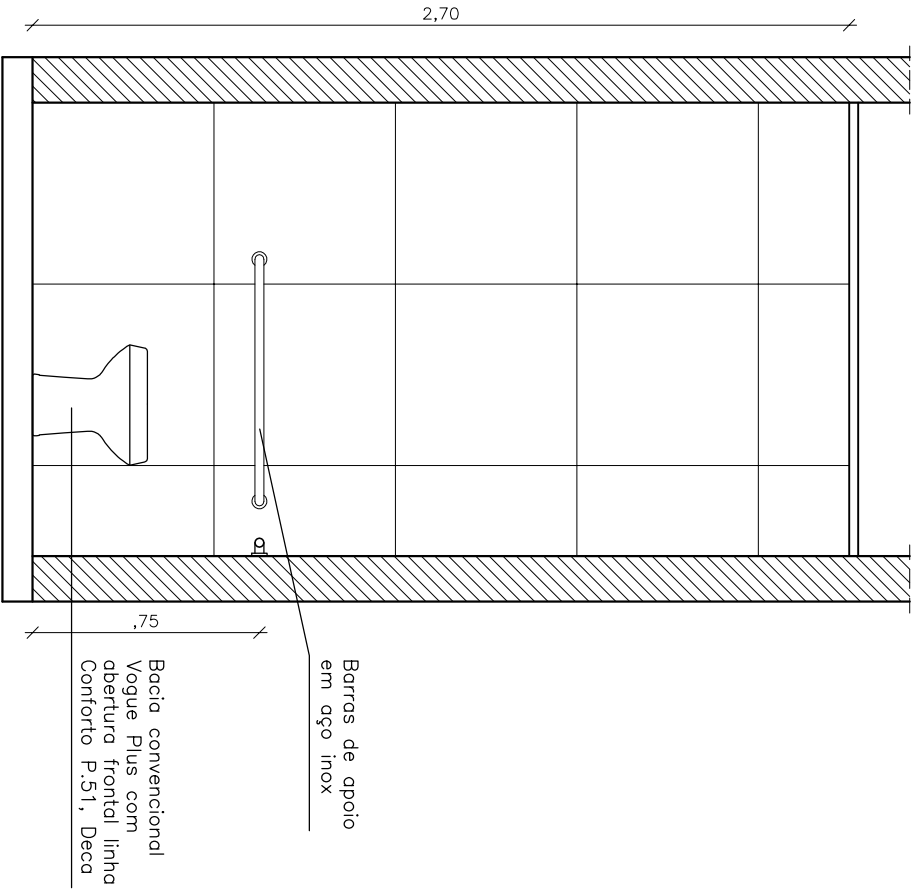 2,70
,75
Barras de apoio
em aço inox
Bacia convencional
Vogue Plus com
abertura frontal linha
Conforto P.51, Deca